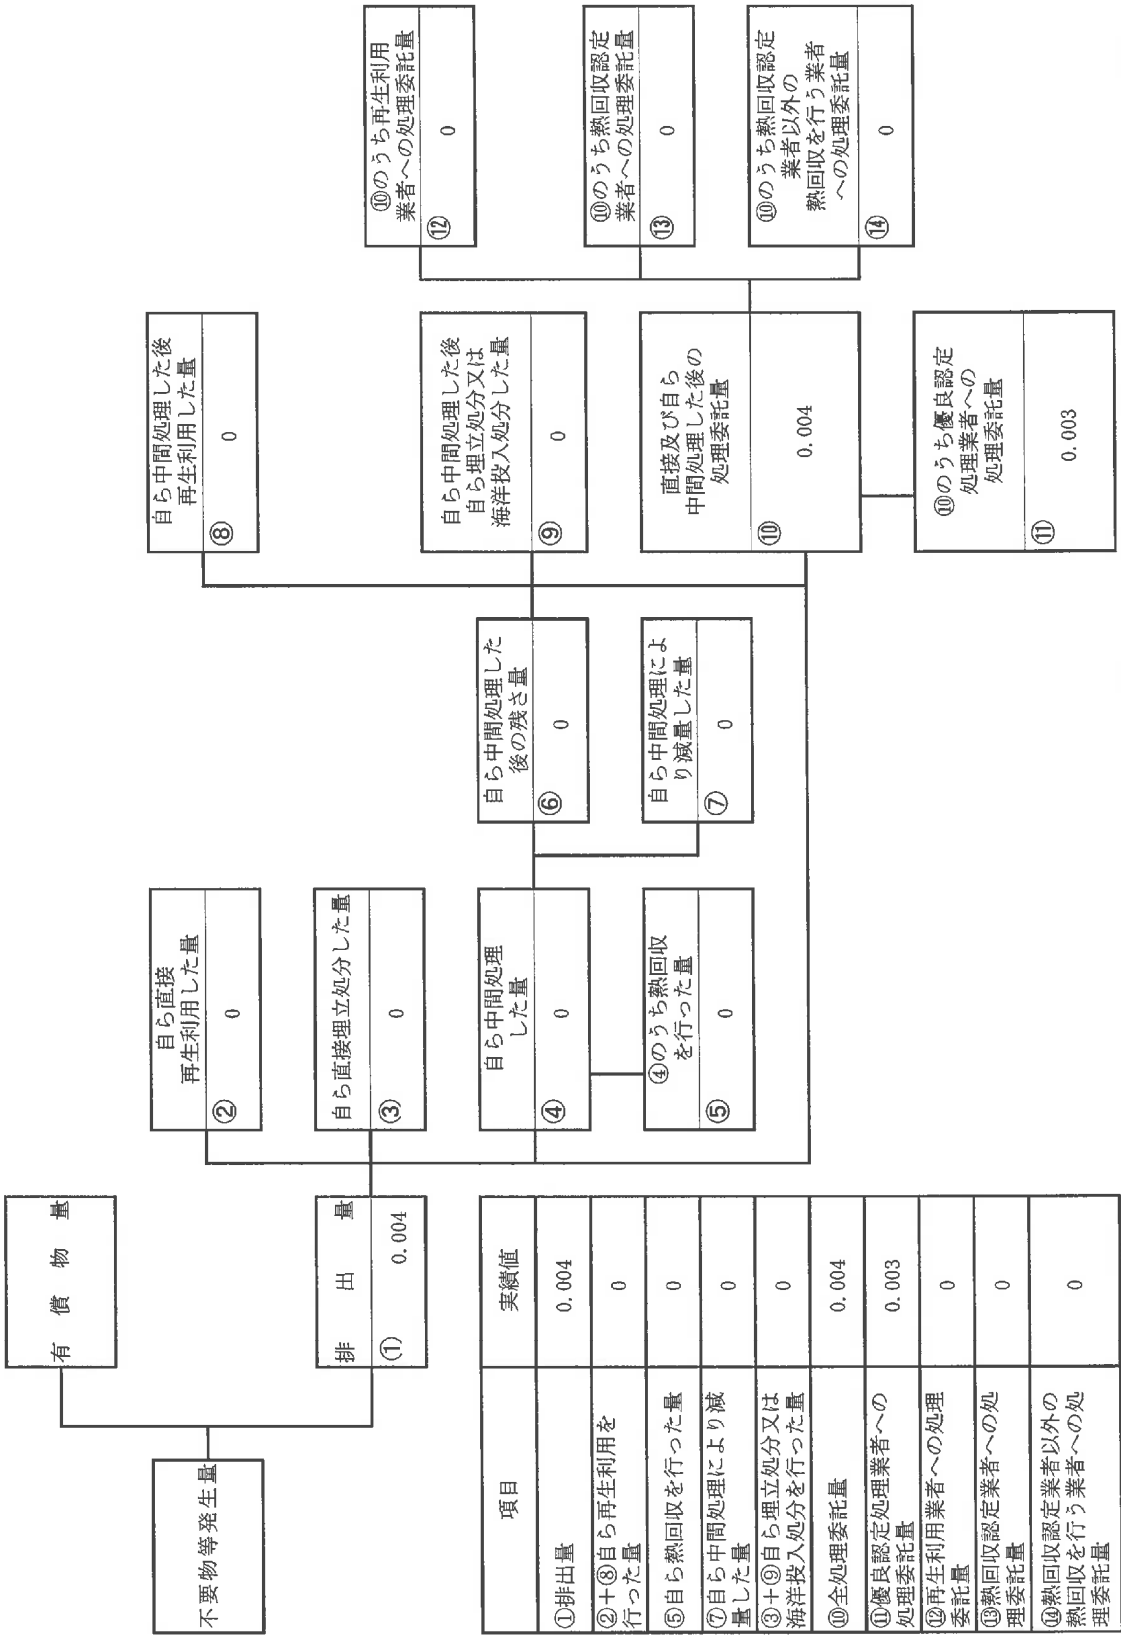 不要物等発生量
有償物量
排出量
① 0.004
自ら直接
再生利用した量
② 0
自ら直接埋立処分した量
③ 0
自ら中間処理
した量
④ 0
④のうち熱回収
を行った量
⑤ 0
自ら中間処理した
後の残さ量
⑥ 0
自ら中間処理によ
り減量した量
⑦ 0
自ら中間処理した後
再生利用した量
⑧ 0
自ら中間処理した後
自ら埋立処分又は
海洋投入処分した量
⑨ 0
直接及び自ら
中間処理した後の
処理委託量
⑩ 0.004
⑩のうち優良認定
処理業者への
処理委託量
⑪ 0.003
⑩のうち再生利用
業者への処理委託量
⑫ 0
⑩のうち熱回収認定
業者への処理委託量
⑬ 0
⑩のうち熱回収認定
業者以外の
熱回収を行う業者
への処理委託量
⑭ 0
項目 実績値
①排出量 0.004
②+⑧自ら再生利用を
行った量 0
⑤自ら熱回収を行った量 0
⑦自ら中間処理により減
量した量 0
③+⑨自ら埋立処分又は
海洋投入処分を行った量 0
⑩全処理委託量 0.004
⑪優良認定処理業者への
処理委託量 0.003
⑫再生利用業者への処理
委託量 0
⑬熱回収認定業者への処
理委託量 0
⑭熱回収認定業者以外の
熱回収を行う業者への処
理委託量 0